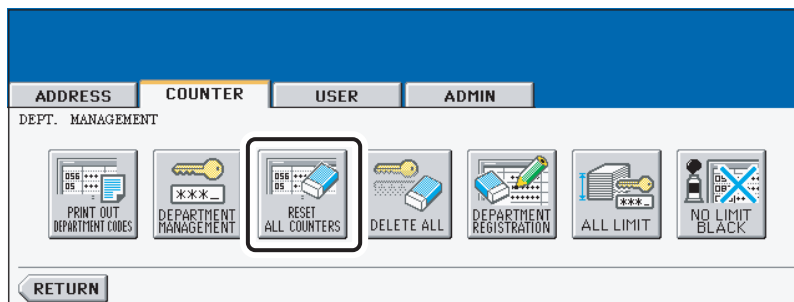 ADDRESS COUNTER USER ADMIN
DEPT. MANAGEMENT
PRINT OUT
DEPARTMENT CODES
DEPARTMENT
MANAGEMENT
RESET
ALL COUNTERS
DELETE ALL
DEPARTMENT
REGISTRATION
ALL LIMIT
NO LIMIT
BLACK
RETURN